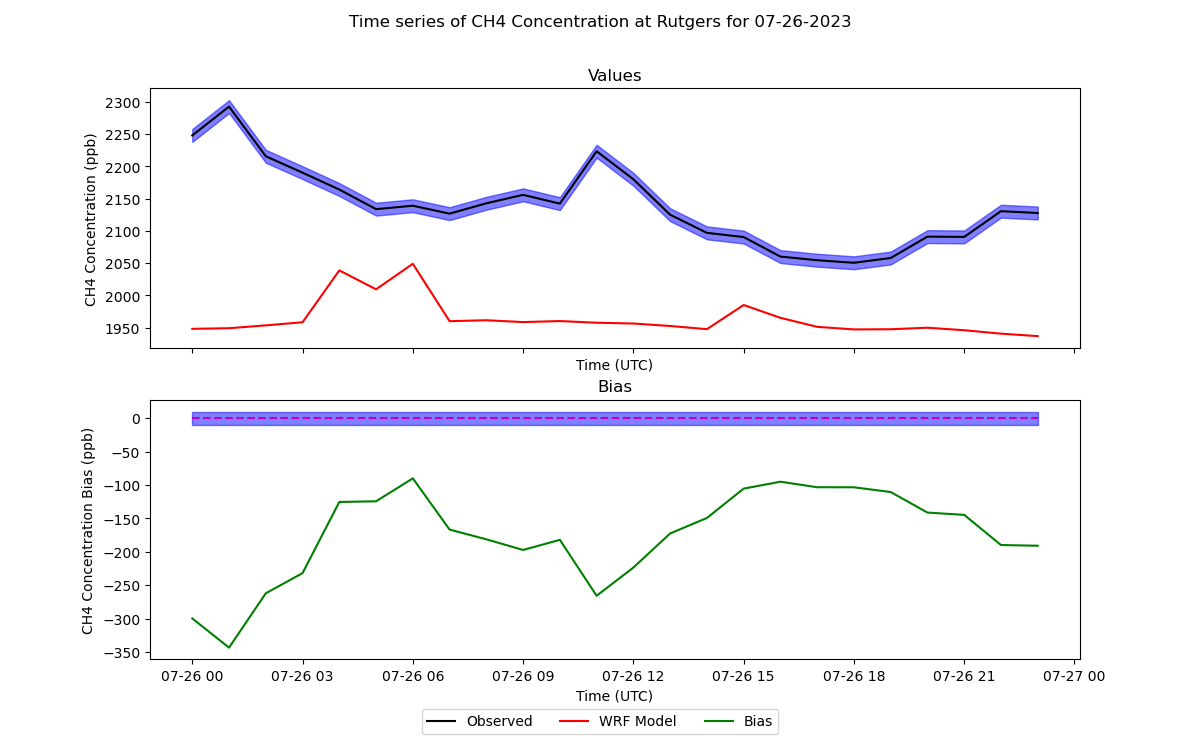 Time series of CH4 Concentration at Rutgers for 07-26-2023
Values
CH4 Concentration (ppb)
2300
2250
2200
2150
2100
2050
2000
1950
Time (UTC)
Bias
CH4 Concentration Bias (ppb)
0
−50
−100
−150
−200
−250
−300
−350
07-26 00 07-26 03 07-26 06 07-26 09 07-26 12 07-26 15 07-26 18 07-26 21 07-27 00
Time (UTC)
Observed WRF Model Bias